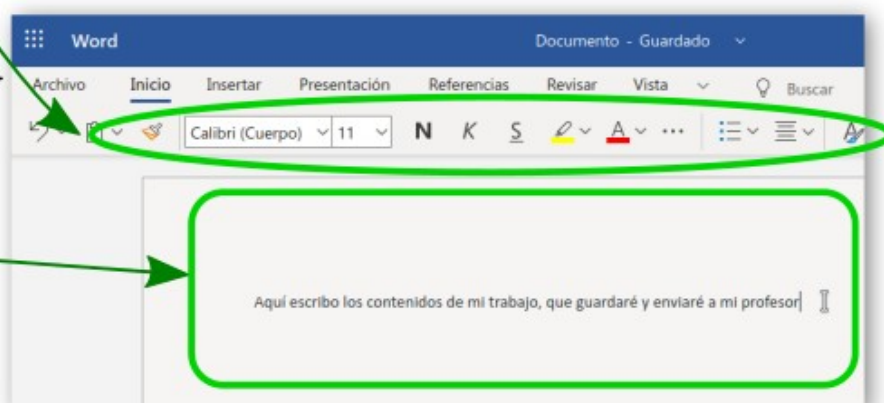 Word Documento - Guardado
Archivo Inicio Insertar Presentación Referencias Revisar Vista Buscar
Calibri (Cuerpo) 11 N K S A
Aquí escribo los contenidos de mi trabajo, que guardaré y enviaré a mi profesor